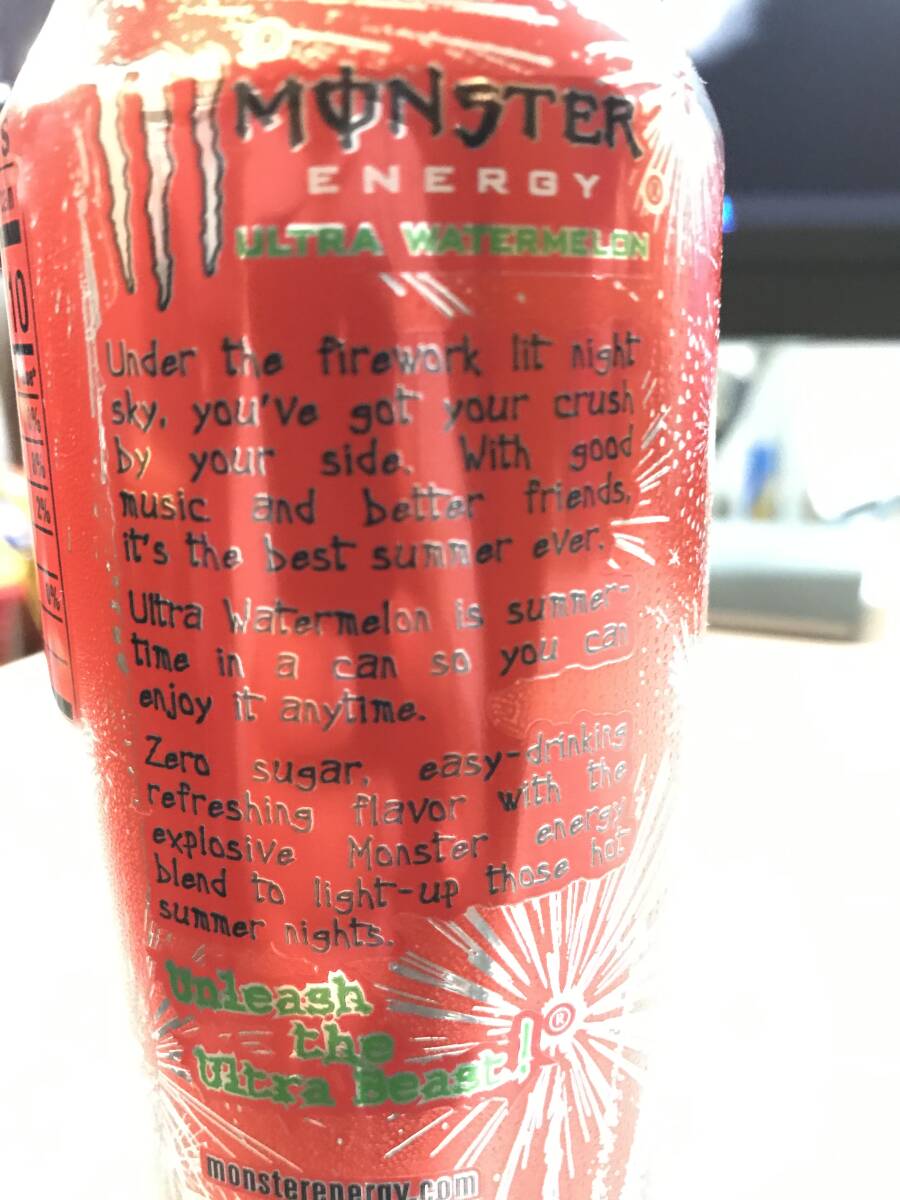 MONSTER
ENERGY ®
ULTRA WATERMELON
10
Under the firework lit night
sky, you've got your crush
by your side. With good
music and better friends,
it's the best summer ever.
Ultra Watermelon is summer-
time in a can so you can
enjoy it anytime.
Zero sugar, easy-drinking
refreshing flavor with the
explosive Monster energy
blend to light-up those hot
summer nights.
Unleash
the
Ultra Beast! ®
monsterenergy.com